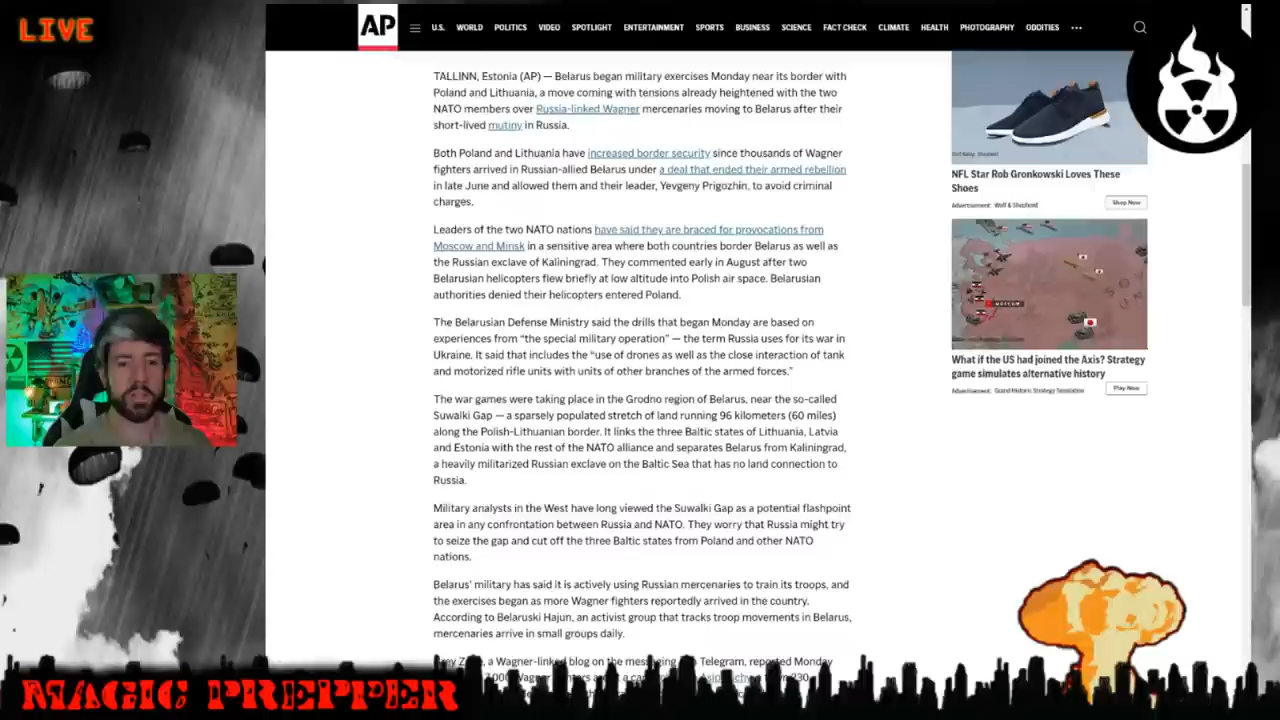 LIVE
AP
U.S. WORLD POLITICS VIDEO SPOTLIGHT ENTERTAINMENT SPORTS BUSINESS SCIENCE FACT CHECK CLIMATE HEALTH PHOTOGRAPHY ODDITIES
TALLINN, Estonia (AP) — Belarus began military exercises Monday near its border with
Poland and Lithuania, a move coming with tensions already heightened with the two
NATO members over Russia-linked Wagner mercenaries moving to Belarus after their
short-lived mutiny in Russia.
Both Poland and Lithuania have increased border security since thousands of Wagner
fighters arrived in Russian-allied Belarus under a deal that ended their armed rebellion
in late June and allowed them and their leader, Yevgeny Prigozhin, to avoid criminal
charges.
Leaders of the two NATO nations have said they are braced for provocations from
Moscow and Minsk in a sensitive area where both countries border Belarus as well as
the Russian exclave of Kaliningrad. They commented early in August after two
Belarusian helicopters flew briefly at low altitude into Polish air space. Belarusian
authorities denied their helicopters entered Poland.
The Belarusian Defense Ministry said the drills that began Monday are based on
experiences from “the special military operation” — the term Russia uses for its war in
Ukraine. It said that includes the “use of drones as well as the close interaction of tank
and motorized rifle units with units of other branches of the armed forces.”
The war games were taking place in the Grodno region of Belarus, near the so-called
Suwalki Gap — a sparsely populated stretch of land running 96 kilometers (60 miles)
along the Polish-Lithuanian border. It links the three Baltic states of Lithuania, Latvia
and Estonia with the rest of the NATO alliance and separates Belarus from Kaliningrad,
a heavily militarized Russian exclave on the Baltic Sea that has no land connection to
Russia.
Military analysts in the West have long viewed the Suwalki Gap as a potential flashpoint
area in any confrontation between Russia and NATO. They worry that Russia might try
to seize the gap and cut off the three Baltic states from Poland and other NATO
nations.
Belarus’ military has said it is actively using Russian mercenaries to train its troops, and
the exercises began as more Wagner fighters reportedly arrived in the country.
According to Belaruski Hajun, an activist group that tracks troop movements in Belarus,
mercenaries arrive in small groups daily.
a Wagner-linked blog on the messaging Telegram, reported Monday
NFL Star Rob Gronkowski Loves These
Shoes
Advertisement: Wolf & Shepherd
Shop Now
What if the US had joined the Axis? Strategy
game simulates alternative history
Advertisement: Grand Historic Strategy Simulation
Play Now
MAGIC PREPPER